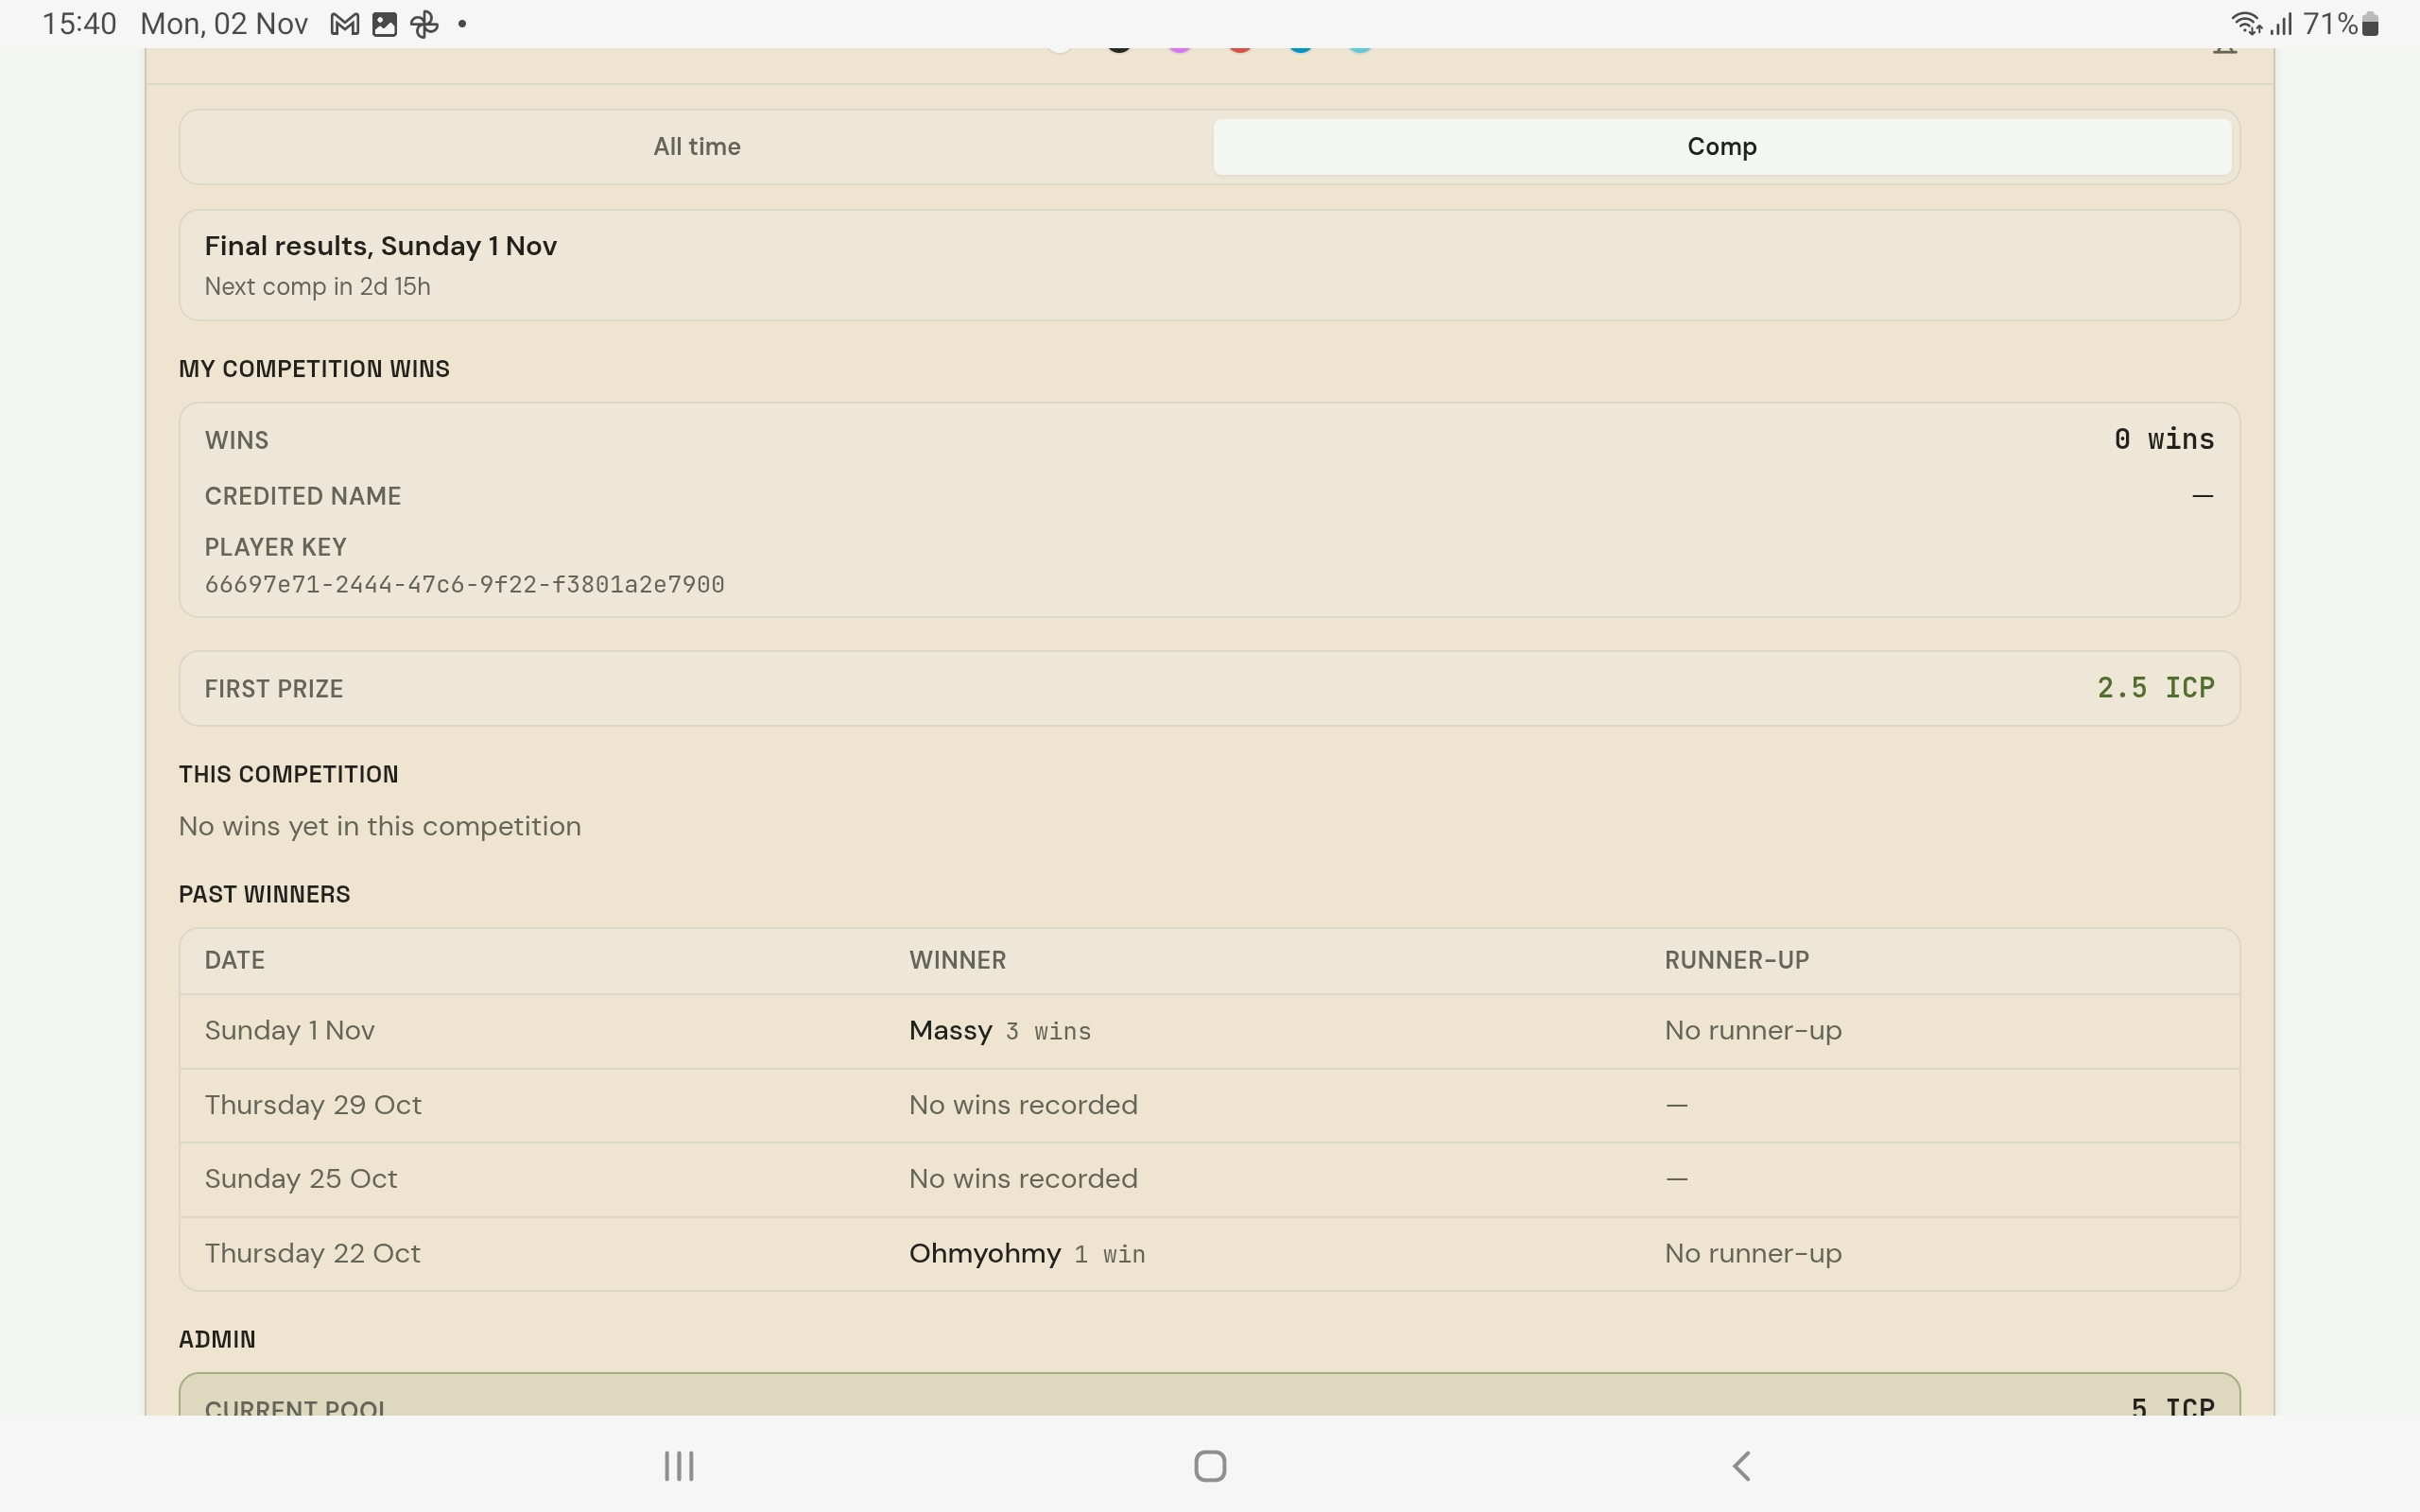 15:40 Mon, 02 Nov 71%
All time Comp
Final results, Sunday 1 Nov
Next comp in 2d 15h
MY COMPETITION WINS
WINS 0 wins
CREDITED NAME —
PLAYER KEY
66697e71-2444-47c6-9f22-f3801a2e7900
FIRST PRIZE 2.5 ICP
THIS COMPETITION
No wins yet in this competition
PAST WINNERS
DATE WINNER RUNNER-UP
Sunday 1 Nov Massy 3 wins No runner-up
Thursday 29 Oct No wins recorded —
Sunday 25 Oct No wins recorded —
Thursday 22 Oct Ohmyohmy 1 win No runner-up
ADMIN
CURRENT POOL 5 ICP